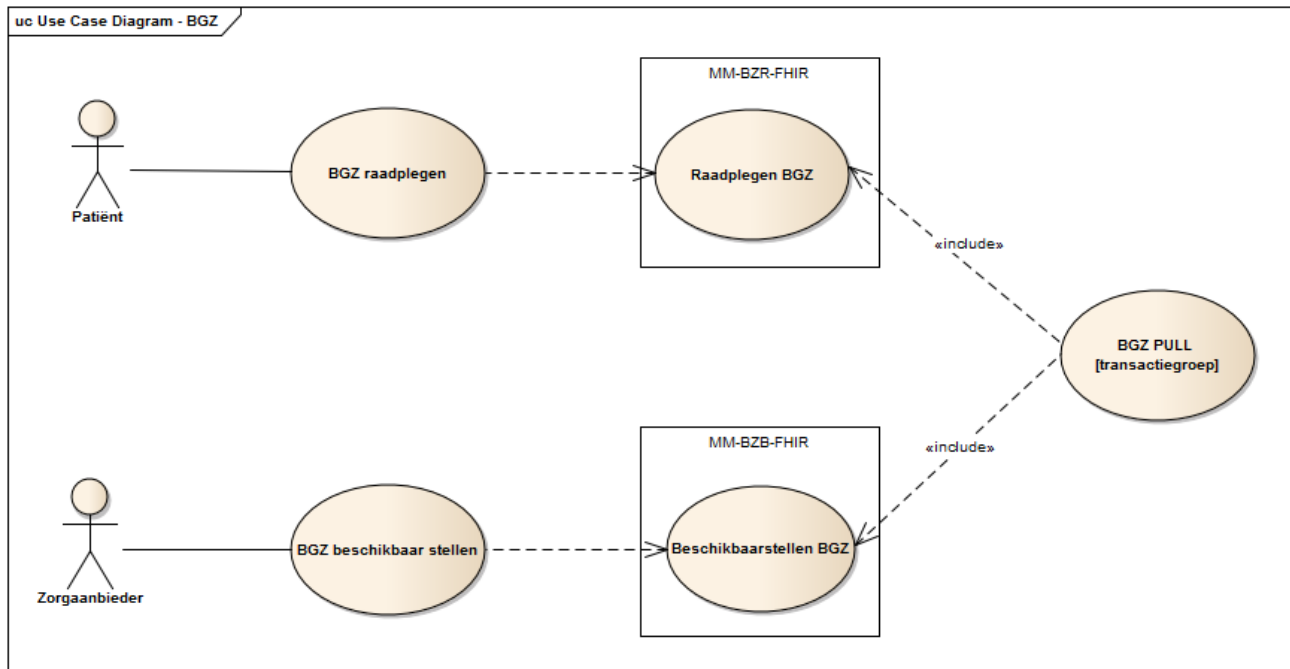 uc Use Case Diagram - BGZ
MM-BZR-FHIR
Patiënt
BGZ raadplegen
Raadplegen BGZ
«include»
BGZ PULL
[transactiegroep]
MM-BZB-FHIR
«include»
Zorgaanbieder
BGZ beschikbaar stellen
Beschikbaarstellen BGZ